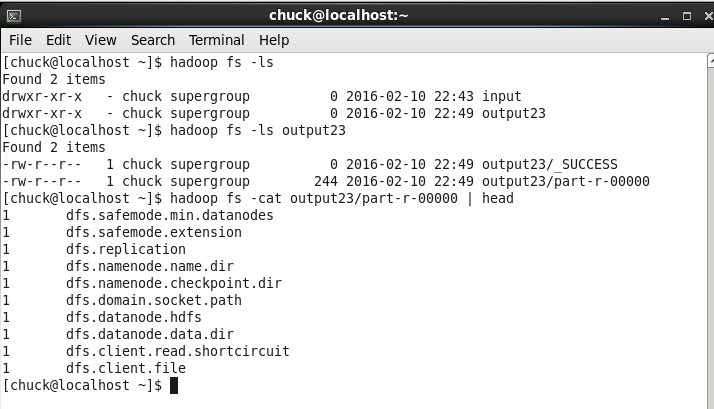 chuck@localhost:~
File Edit View Search Terminal Help
[chuck@localhost ~]$ hadoop fs -ls
Found 2 items
drwxr-xr-x   - chuck supergroup          0 2016-02-10 22:43 input
drwxr-xr-x   - chuck supergroup          0 2016-02-10 22:49 output23
[chuck@localhost ~]$ hadoop fs -ls output23
Found 2 items
-rw-r--r--   1 chuck supergroup          0 2016-02-10 22:49 output23/_SUCCESS
-rw-r--r--   1 chuck supergroup        244 2016-02-10 22:49 output23/part-r-00000
[chuck@localhost ~]$ hadoop fs -cat output23/part-r-00000 | head
1       dfs.safemode.min.datanodes
1       dfs.safemode.extension
1       dfs.replication
1       dfs.namenode.name.dir
1       dfs.namenode.checkpoint.dir
1       dfs.domain.socket.path
1       dfs.datanode.hdfs
1       dfs.datanode.data.dir
1       dfs.client.read.shortcircuit
1       dfs.client.file
[chuck@localhost ~]$